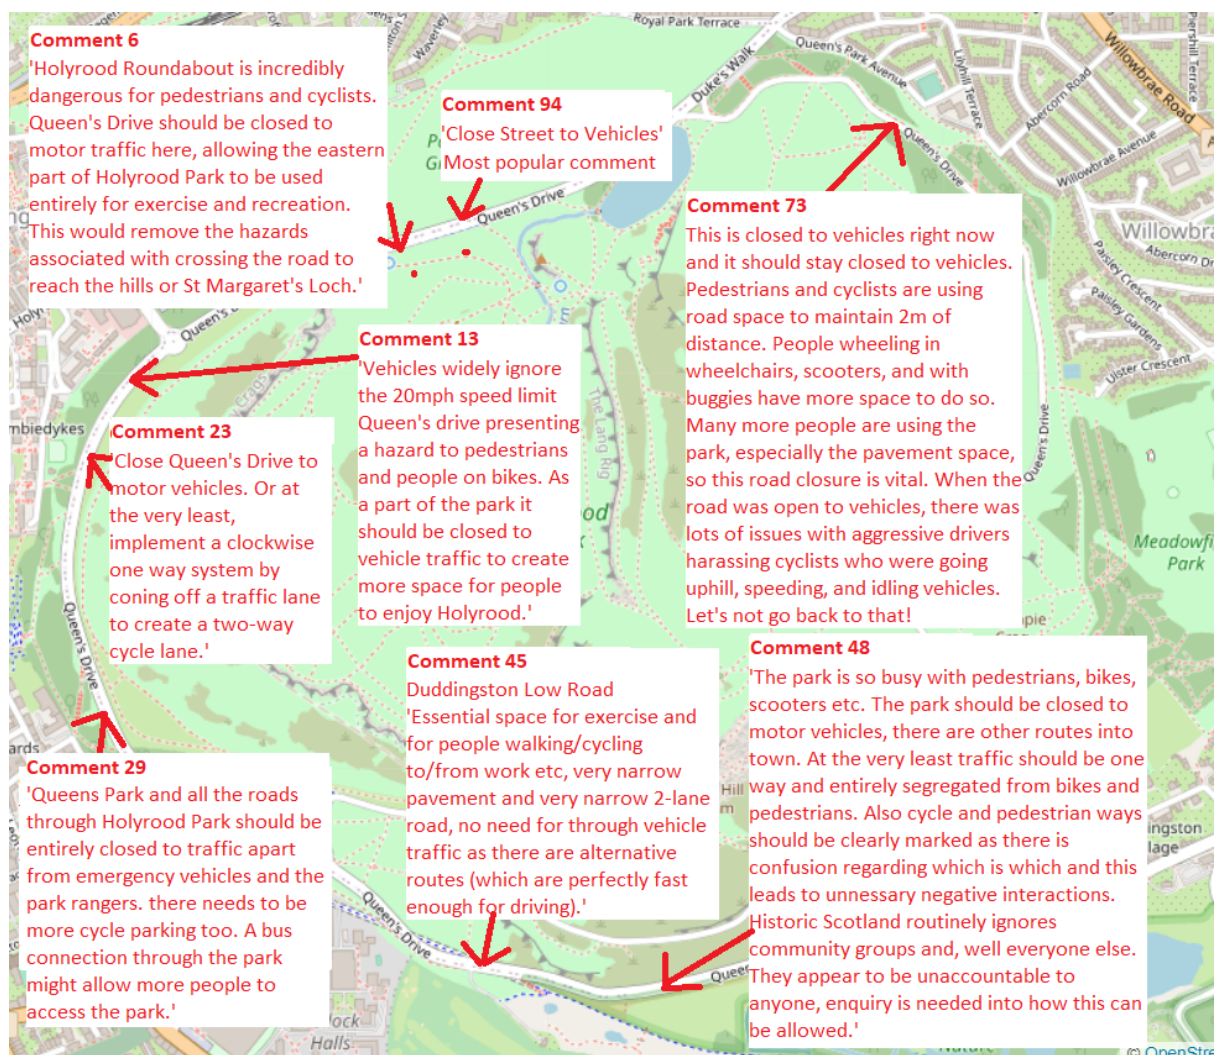 Comment 6
'Holyrood Roundabout is incredibly
dangerous for pedestrians and cyclists.
Queen's Drive should be closed to
motor traffic here, allowing the eastern
part of Holyrood Park to be used
entirely for exercise and recreation.
This would remove the hazards
associated with crossing the road to
reach the hills or St Margaret's Loch.'
Comment 94
'Close Street to Vehicles'
Most popular comment
Comment 73
This is closed to vehicles right now
and it should stay closed to vehicles.
Pedestrians and cyclists are using
road space to maintain 2m of
distance. People wheeling in
wheelchairs, scooters, and with
buggies have more space to do so.
Many more people are using the
park, especially the pavement space,
so this road closure is vital. When the
road was open to vehicles, there was
lots of issues with aggressive drivers
harassing cyclists who were going
uphill, speeding, and idling vehicles.
Let's not go back to that!
Comment 13
'Vehicles widely ignore
the 20mph speed limit
Queen's drive presenting
a hazard to pedestrians
and people on bikes. As
a part of the park it
should be closed to
vehicle traffic to create
more space for people
to enjoy Holyrood.'
Comment 23
'Close Queen's Drive to
motor vehicles. Or at
the very least,
implement a clockwise
one way system by
coning off a traffic lane
to create a two-way
cycle lane.'
Comment 45
Duddingston Low Road
'Essential space for exercise and
for people walking/cycling
to/from work etc, very narrow
pavement and very narrow 2-lane
road, no need for through vehicle
traffic as there are alternative
routes (which are perfectly fast
enough for driving).'
Comment 48
'The park is so busy with pedestrians, bikes,
scooters etc. The park should be closed to
motor vehicles, there are other routes into
town. At the very least traffic should be one
way and entirely segregated from bikes and
pedestrians. Also cycle and pedestrian ways
should be clearly marked as there is
confusion regarding which is which and this
leads to unnessary negative interactions.
Historic Scotland routinely ignores
community groups and, well everyone else.
They appear to be unaccountable to
anyone, enquiry is needed into how this can
be allowed.'
Comment 29
'Queens Park and all the roads
through Holyrood Park should be
entirely closed to traffic apart
from emergency vehicles and the
park rangers. there needs to be
more cycle parking too. A bus
connection through the park
might allow more people to
access the park.'
Royal Park Terrace
Waverley
Duke's Walk
Queen's Park Avenue
Lilyhill Terrace
Abercorn Road
Willowbrae Road
Piershill Terrace
Willowbrae Avenue
Queen's Drive
Queen's Drive
Paisley Crescent
Paisley Gardens
Ulster Crescent
Abercorn
Queen's Drive
The Lang Rig
Queen's Drive
Queen's Drive
Park
Hill
Halls
© OpenStre